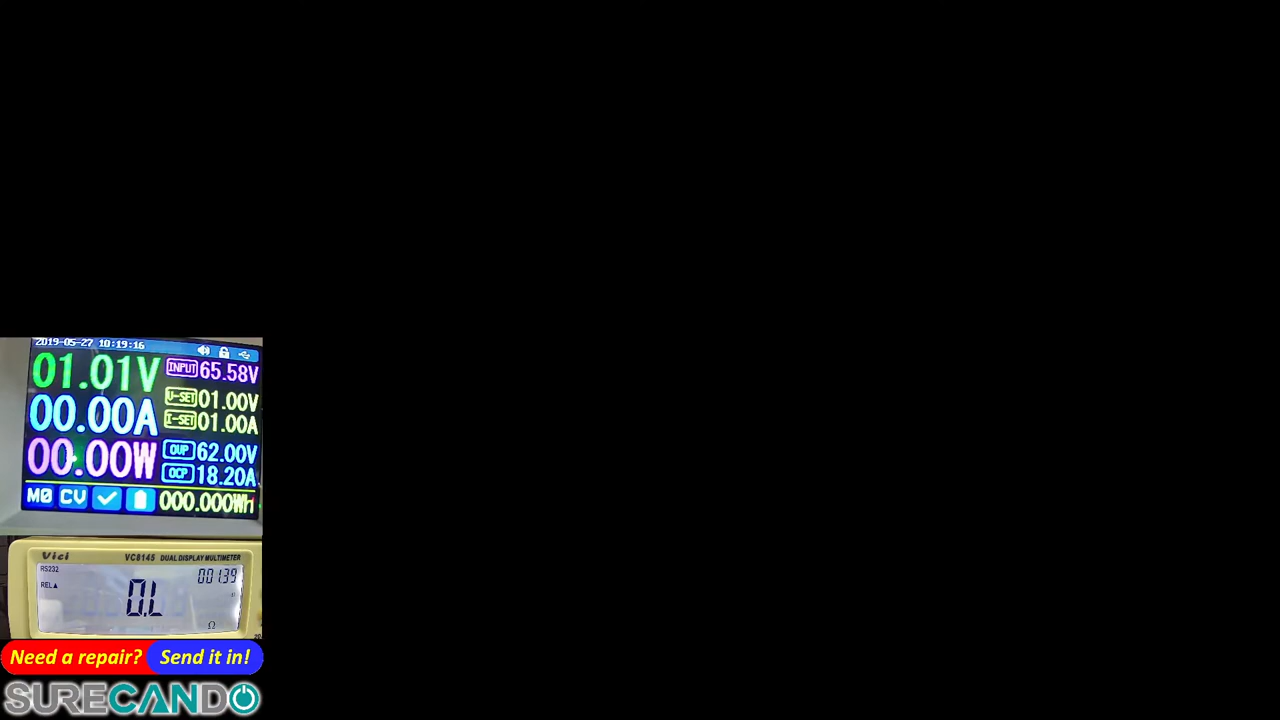 2019-05-27 10:19:16
01.01V
INPUT 65.58V
V-SET 01.00V
00.00A
I-SET 01.00A
OVP 62.00V
00.00W
OCP 18.20A
M0 CV 000.000Wh
Vici VC8145 DUAL DISPLAY MULTIMETER
RS232
00139
REL▲
0.L
Ω
Need a repair? Send it in!
SURECANDO